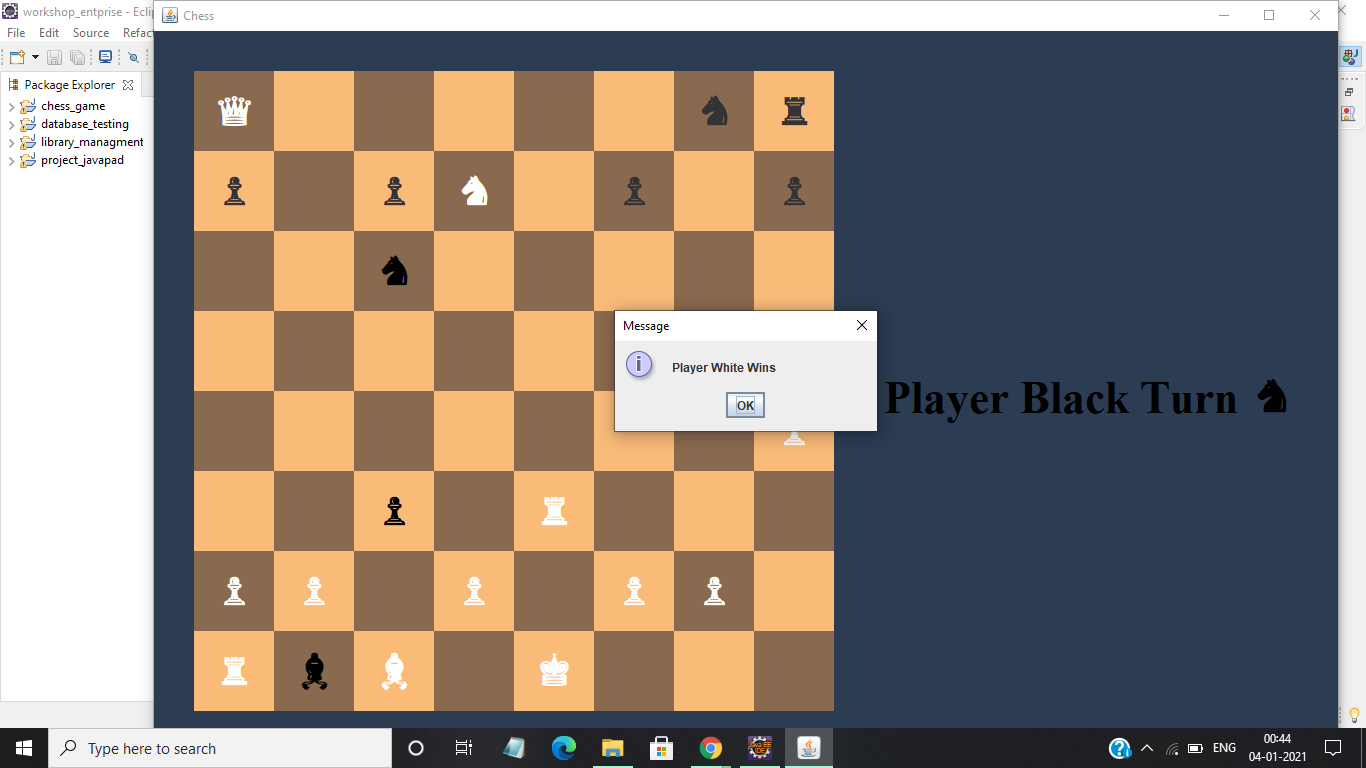 workshop_entprise - Eclip
Chess
File Edit Source Refact
Package Explorer
chess_game
database_testing
library_managment
project_javapad
Message
Player White Wins
OK
Player Black Turn
Type here to search
ENG
00:44
04-01-2021